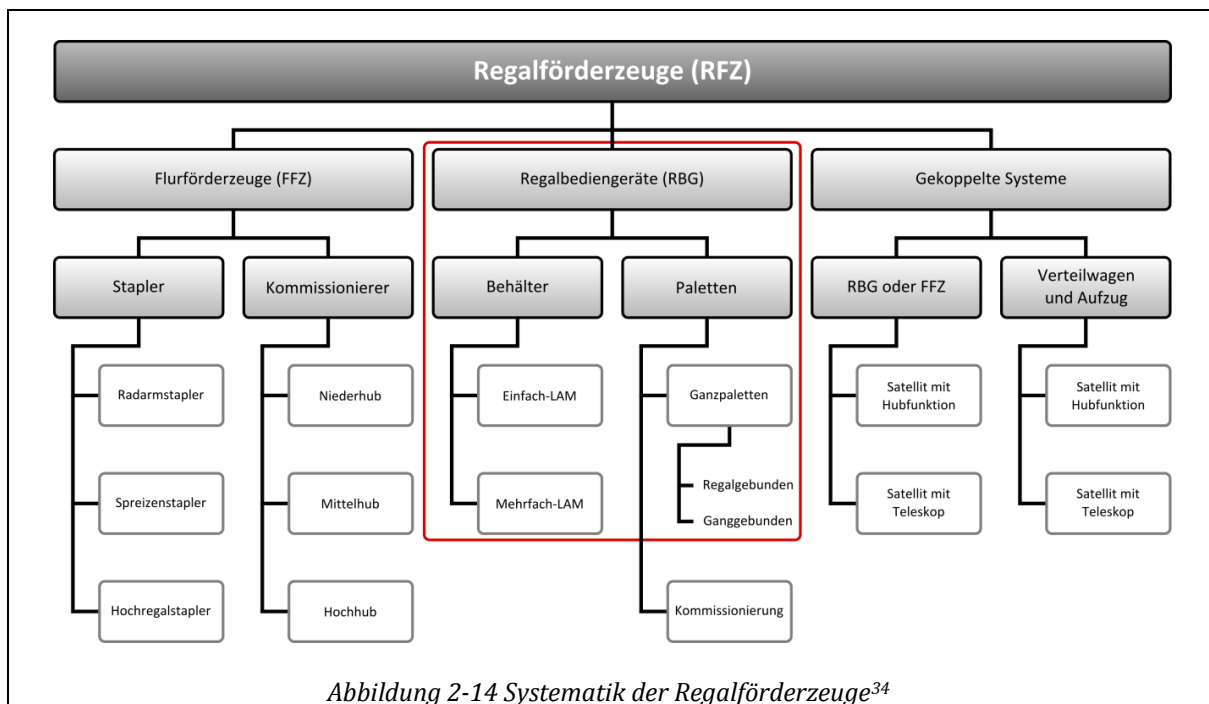 Regalförderzeuge (RFZ)
Flurförderzeuge (FFZ)
Regalbediengeräte (RBG)
Gekoppelte Systeme
Stapler
Kommissionierer
Behälter
Paletten
RBG oder FFZ
Verteilwagen
und Aufzug
Radarmstapler
Niederhub
Einfach-LAM
Ganzpaletten
Satellit mit
Hubfunktion
Satellit mit
Hubfunktion
Spreizenstapler
Mittelhub
Mehrfach-LAM
Regalgebunden
Ganggebunden
Satellit mit
Teleskop
Satellit mit
Teleskop
Hochregalstapler
Hochhub
Kommissionierung
Abbildung 2-14 Systematik der Regalförderzeuge³⁴